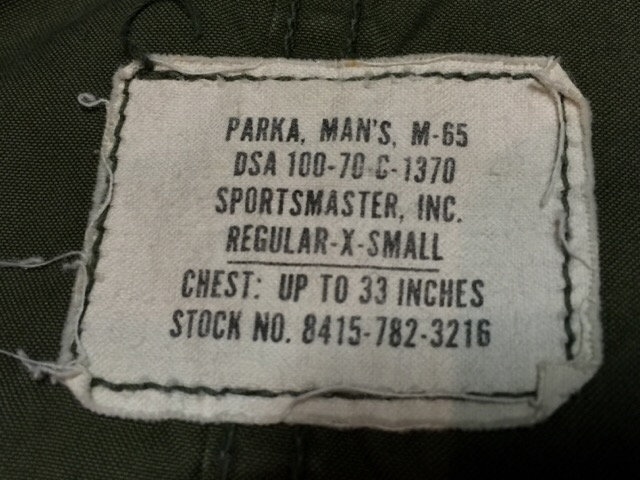 PARKA, MAN'S, M-65
DSA 100-70-C-1370
SPORTSMASTER, INC.
REGULAR-X-SMALL
CHEST: UP TO 33 INCHES
STOCK NO. 8415-782-3216